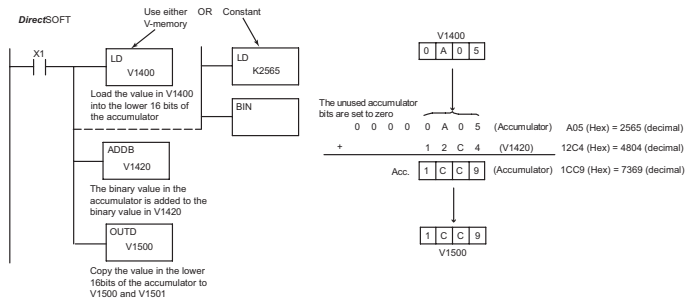 DirectSOFT
Use either OR Constant
V-memory
X1
LD
V1400
LD
K2565
Load the value in V1400
into the lower 16 bits of
the accumulator
BIN
ADDB
V1420
The binary value in the
accumulator is added to the
binary value in V1420
OUTD
V1500
Copy the value in the lower
16bits of the accumulator to
V1500 and V1501
V1400
0 A 0 5
The unused accumulator
bits are set to zero
0 0 0 0 0 A 0 5 (Accumulator) A05 (Hex) = 2565 (decimal)
+ 1 2 C 4 (V1420) 12C4 (Hex) = 4804 (decimal)
Acc. 1 C C 9 (Accumulator) 1CC9 (Hex) = 7369 (decimal)
1 C C 9
V1500